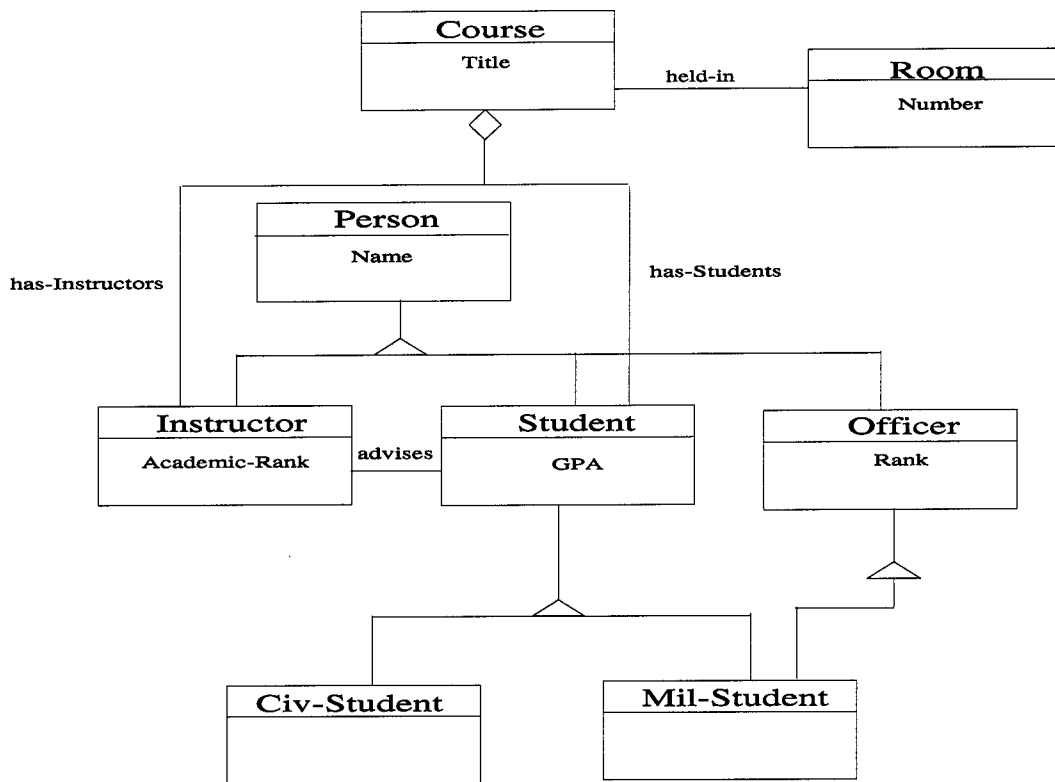 Course
Title
held-in
Room
Number
Person
Name
has-Instructors
has-Students
Instructor
Academic-Rank
advises
Student
GPA
Officer
Rank
Civ-Student
Mil-Student